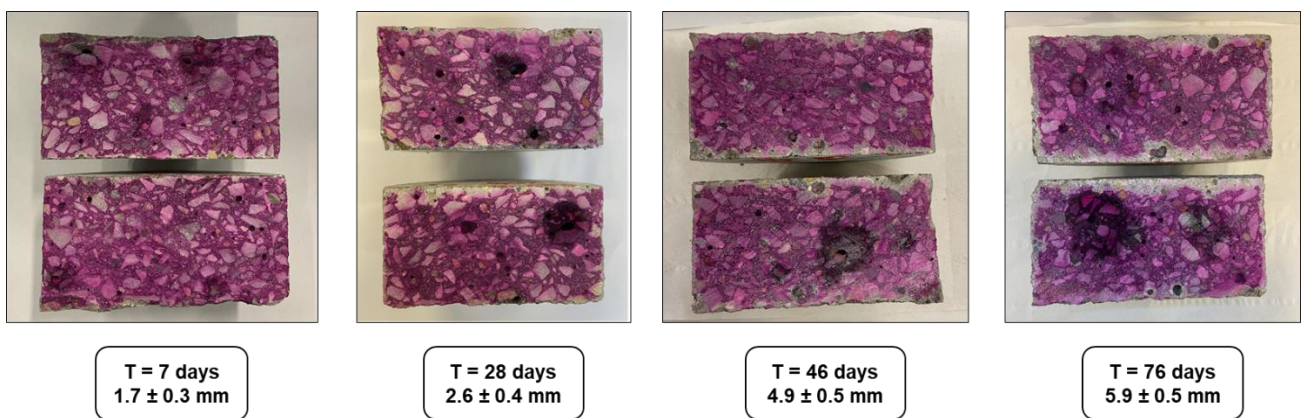 T = 7 days
1.7 ± 0.3 mm
T = 28 days
2.6 ± 0.4 mm
T = 46 days
4.9 ± 0.5 mm
T = 76 days
5.9 ± 0.5 mm